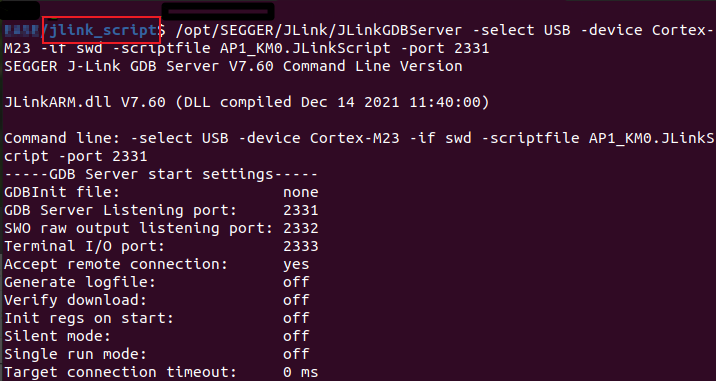 /jlink_script$ /opt/SEGGER/JLink/JLinkGDBServer -select USB -device Cortex-
M23 -if swd -scriptfile AP1_KM0.JLinkScript -port 2331
SEGGER J-Link GDB Server V7.60 Command Line Version
JLinkARM.dll V7.60 (DLL compiled Dec 14 2021 11:40:00)
Command line: -select USB -device Cortex-M23 -if swd -scriptfile AP1_KM0.JLinkS
cript -port 2331
-----GDB Server start settings-----
GDBInit file: none
GDB Server Listening port: 2331
SWO raw output listening port: 2332
Terminal I/O port: 2333
Accept remote connection: yes
Generate logfile: off
Verify download: off
Init regs on start: off
Silent mode: off
Single run mode: off
Target connection timeout: 0 ms